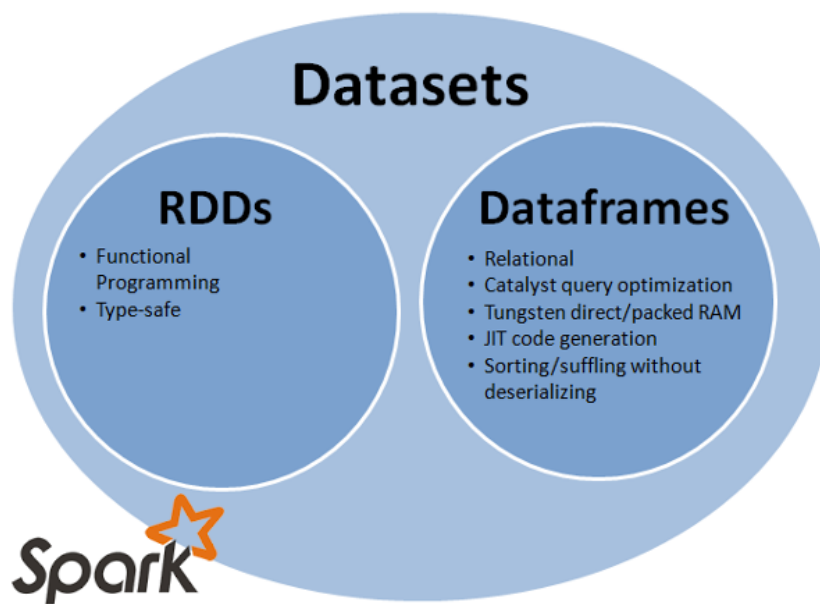 Datasets
RDDs
• Functional
Programming
• Type-safe
Dataframes
• Relational
• Catalyst query optimization
• Tungsten direct/packed RAM
• JIT code generation
• Sorting/suffling without
deserializing
Spark